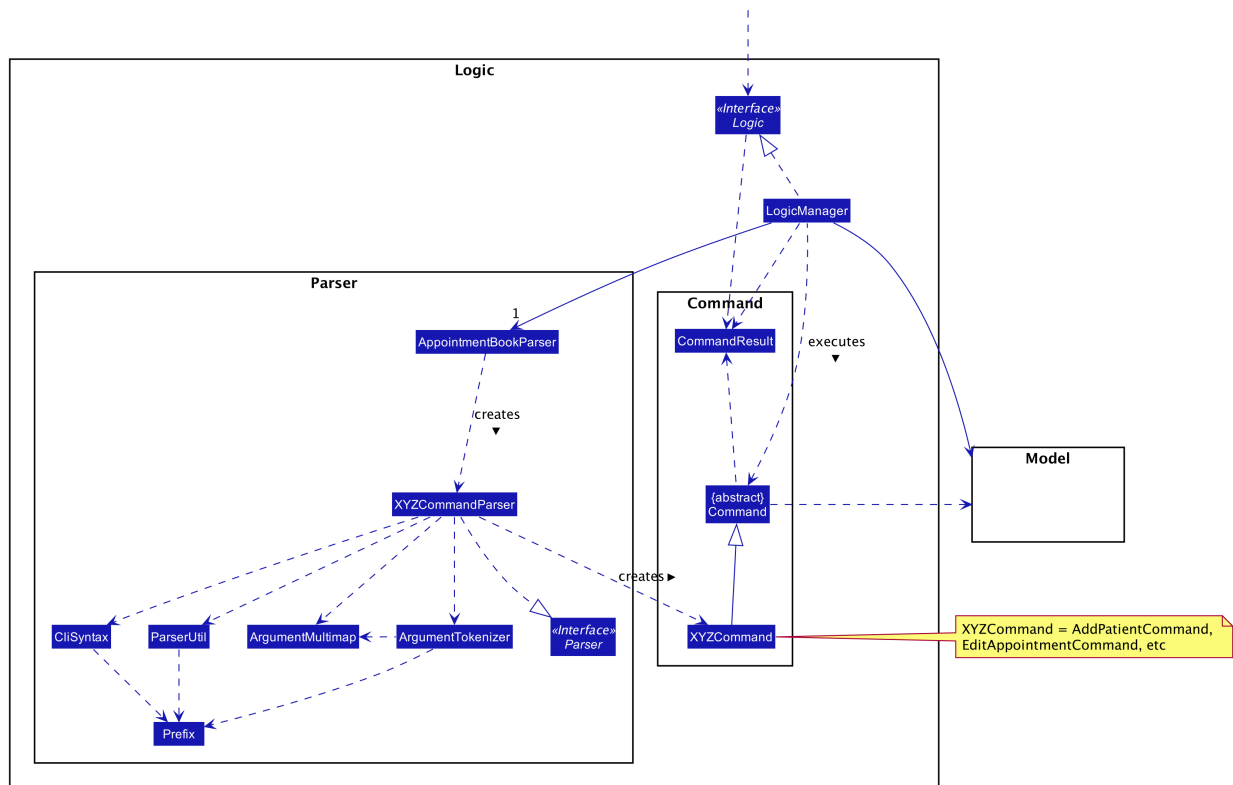 Logic
«Interface»
Logic
LogicManager
Parser
Command
1
AppointmentBookParser
CommandResult
executes
▼
creates
▼
Model
XYZCommandParser
{abstract}
Command
creates ►
CliSyntax
ParserUtil
ArgumentMultimap
ArgumentTokenizer
«Interface»
Parser
XYZCommand
XYZCommand = AddPatientCommand,
EditAppointmentCommand, etc
Prefix